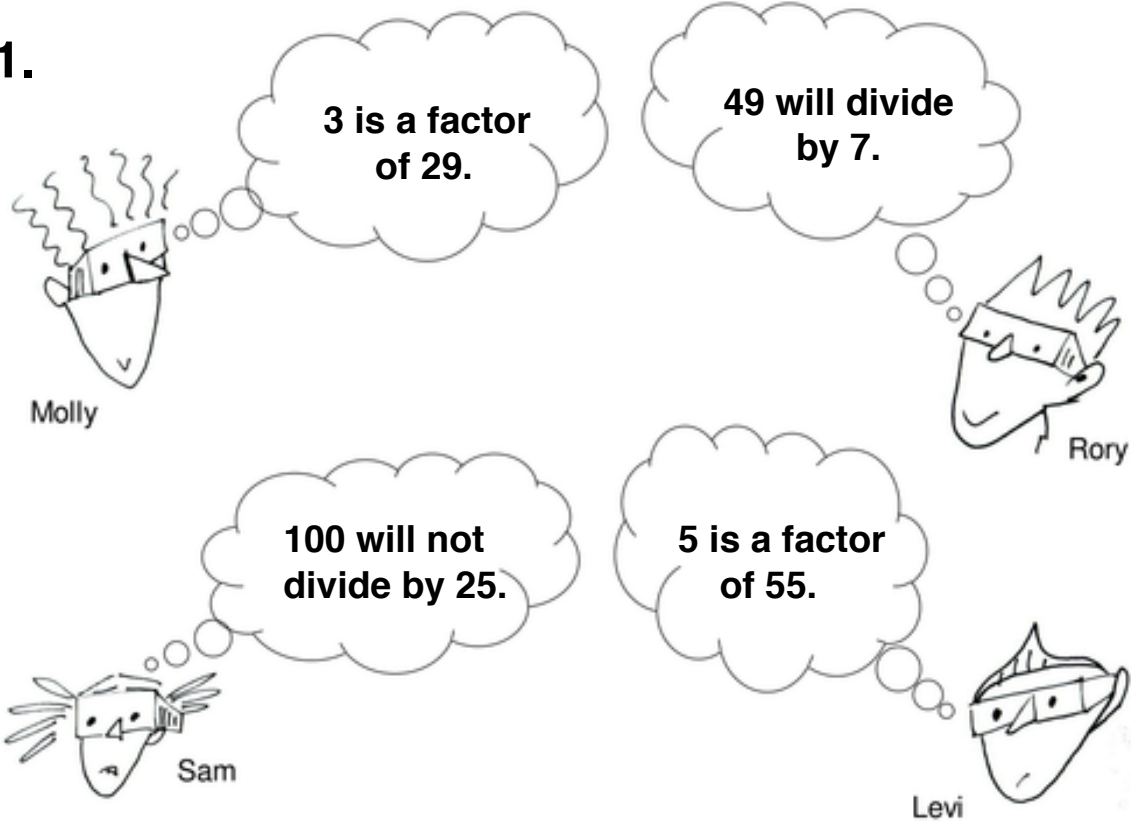 1.
3 is a factor
of 29.
49 will divide
by 7.
Molly
Rory
100 will not
divide by 25.
5 is a factor
of 55.
Sam
Levi